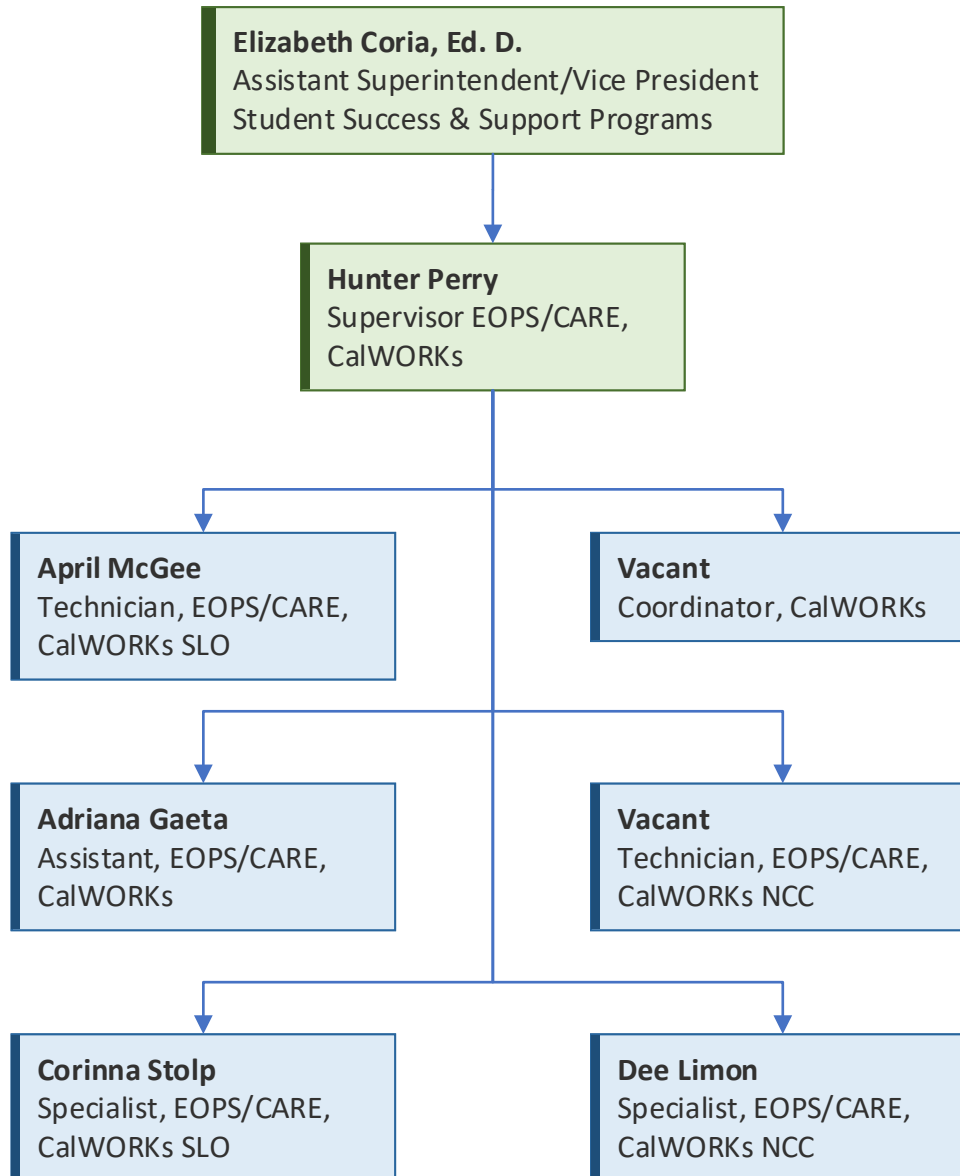 Elizabeth Coria, Ed. D.
Assistant Superintendent/Vice President
Student Success & Support Programs
Hunter Perry
Supervisor EOPS/CARE,
CalWORKs
April McGee
Technician, EOPS/CARE,
CalWORKs SLO
Vacant
Coordinator, CalWORKs
Adriana Gaeta
Assistant, EOPS/CARE,
CalWORKs
Vacant
Technician, EOPS/CARE,
CalWORKs NCC
Corinna Stolp
Specialist, EOPS/CARE,
CalWORKs SLO
Dee Limon
Specialist, EOPS/CARE,
CalWORKs NCC